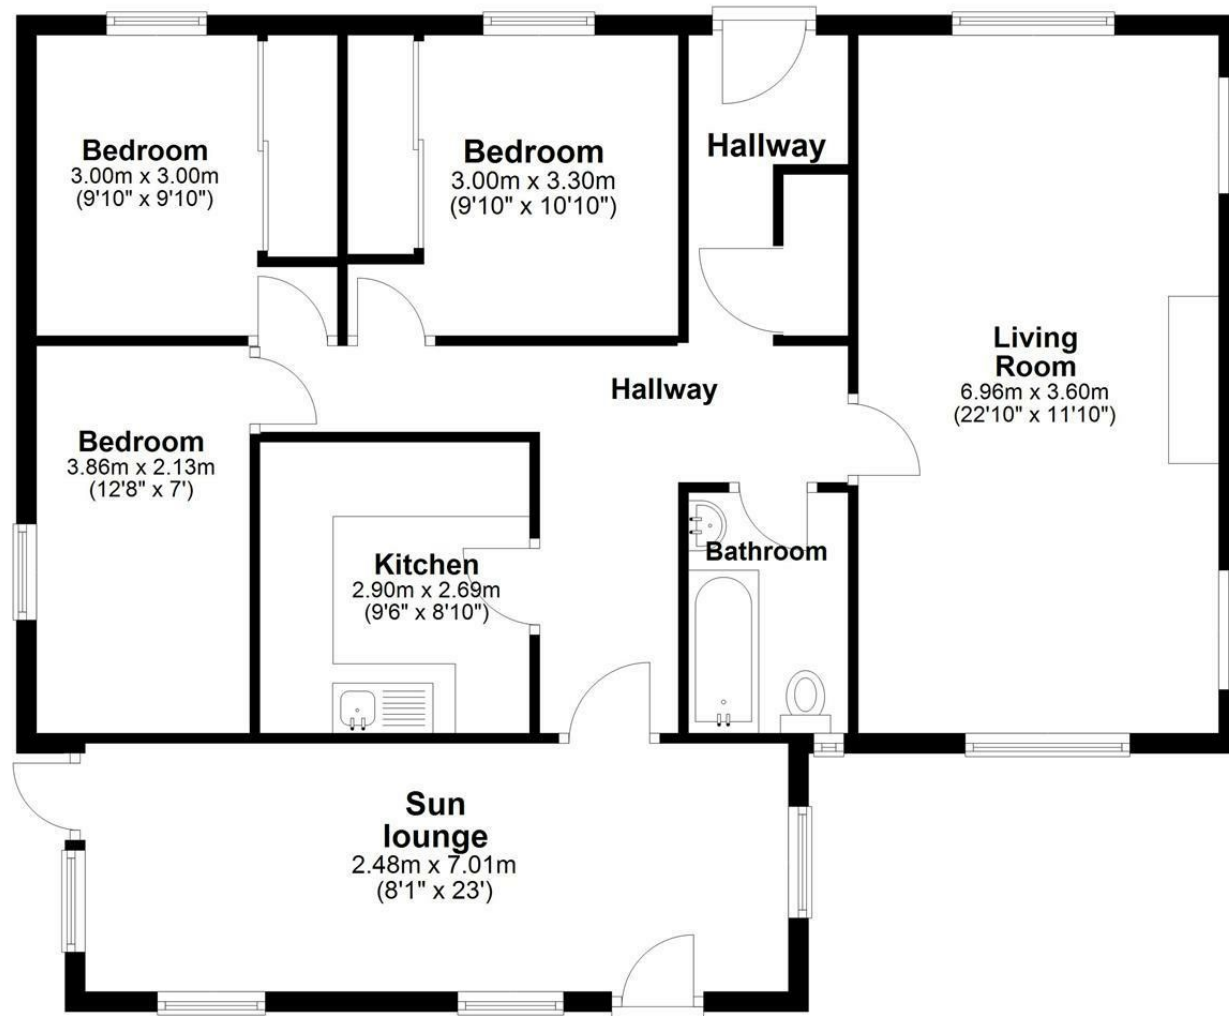 Bedroom
3.00m x 3.00m
(9'10" x 9'10")
Bedroom
3.00m x 3.30m
(9'10" x 10'10")
Hallway
Living
Room
6.96m x 3.60m
(22'10" x 11'10")
Hallway
Bedroom
3.86m x 2.13m
(12'8" x 7')
Kitchen
2.90m x 2.69m
(9'6" x 8'10")
Bathroom
Sun
lounge
2.48m x 7.01m
(8'1" x 23')